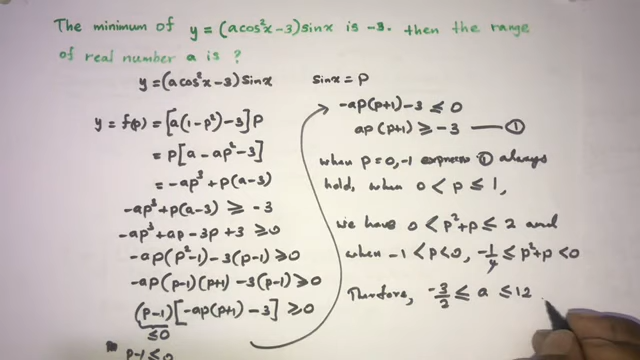 The minimum of y = (acos²x - 3) sinx is -3. then the range
of real number a is?
y = (acos²x - 3) sinx
y = f(p) = [a(1 - p²) - 3] p
= p[a - ap² - 3]
= -ap³ + p(a - 3)
-ap³ + p(a - 3) ≥ -3
-ap³ + ap - 3p + 3 ≥ 0
-ap(p² - 1) - 3(p - 1) ≥ 0
-ap(p - 1)(p + 1) - 3(p - 1) ≥ 0
(p - 1) [-ap(p + 1) - 3] ≥ 0
≤ 0
p - 1 ≤ 0
sinx = p
-ap(p + 1) - 3 ≤ 0
ap(p + 1) ≥ -3 — ①
when p = 0, -1 ① always
hold, when 0 < p ≤ 1,
we have 0 < p² + p ≤ 2 and
when -1 < p < 0, -1/4 ≤ p² + p < 0
Therefore, -3/2 ≤ a ≤ 12